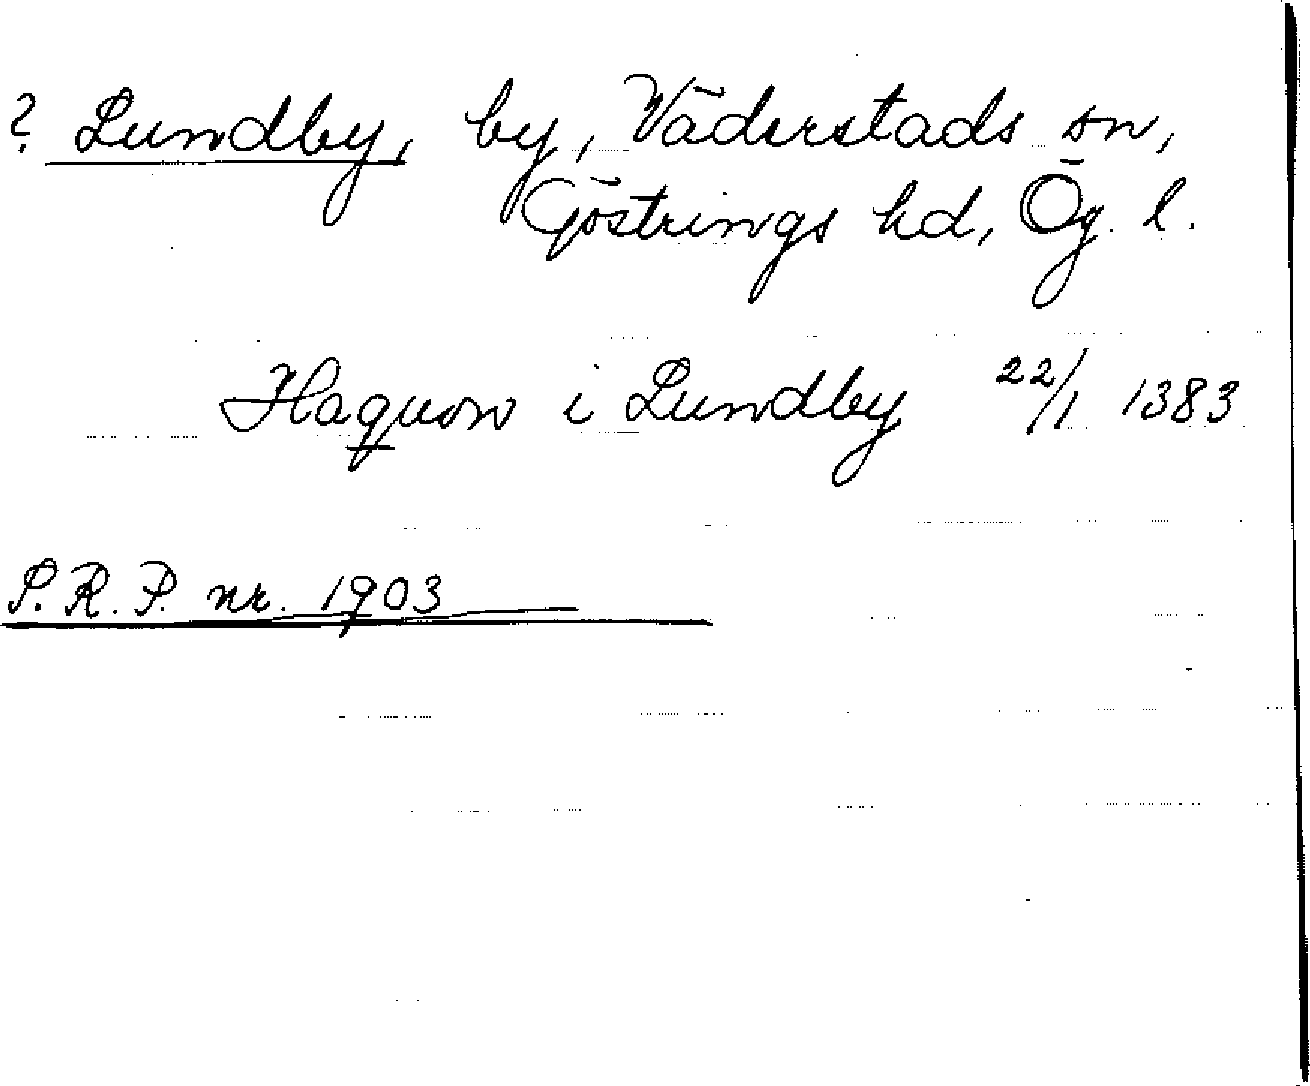 ? Lundby, by, Väderstads sn,
Göstrings hd, Ög. l.
Haquon i Lundby 22/1 1383
S.R.P. nr. 1903